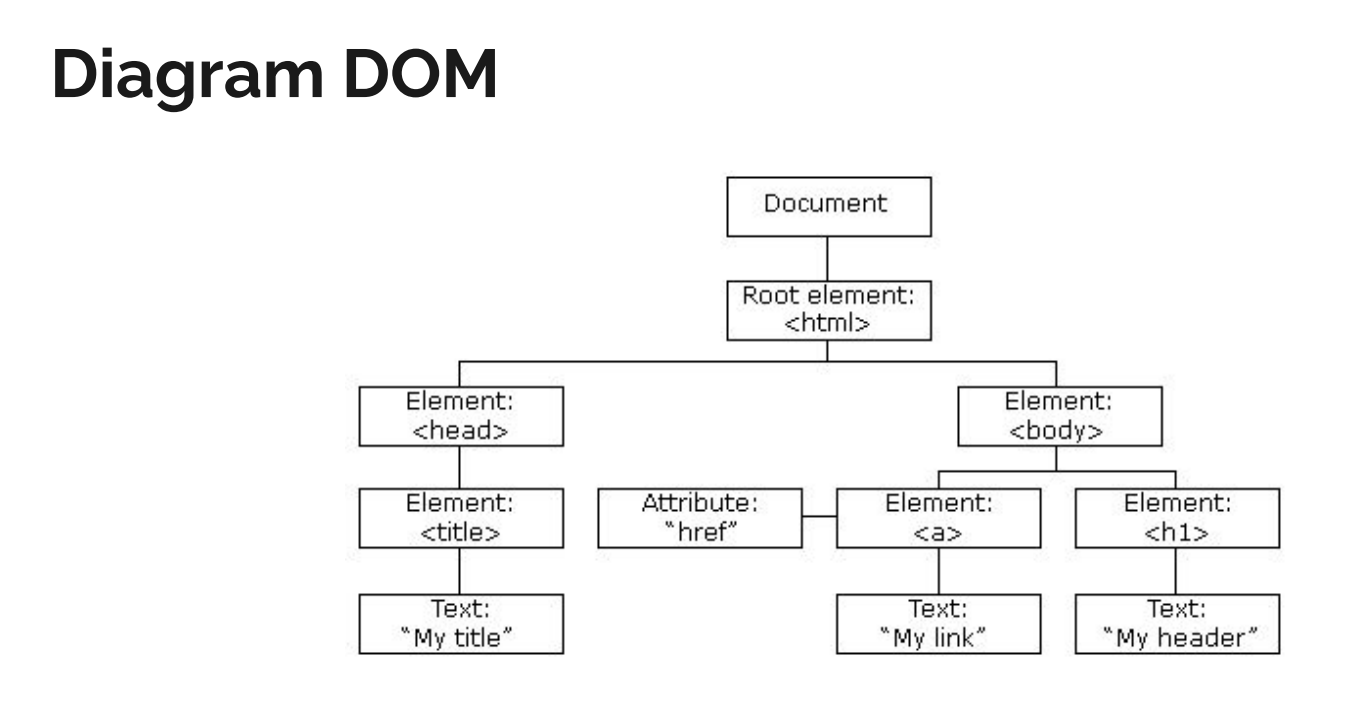 Diagram DOM
Document
Root element:
<html>
Element:
<head>
Element:
<body>
Element:
<title>
Attribute:
“href”
Element:
<a>
Element:
<h1>
Text:
“My title”
Text:
“My link”
Text:
“My header”